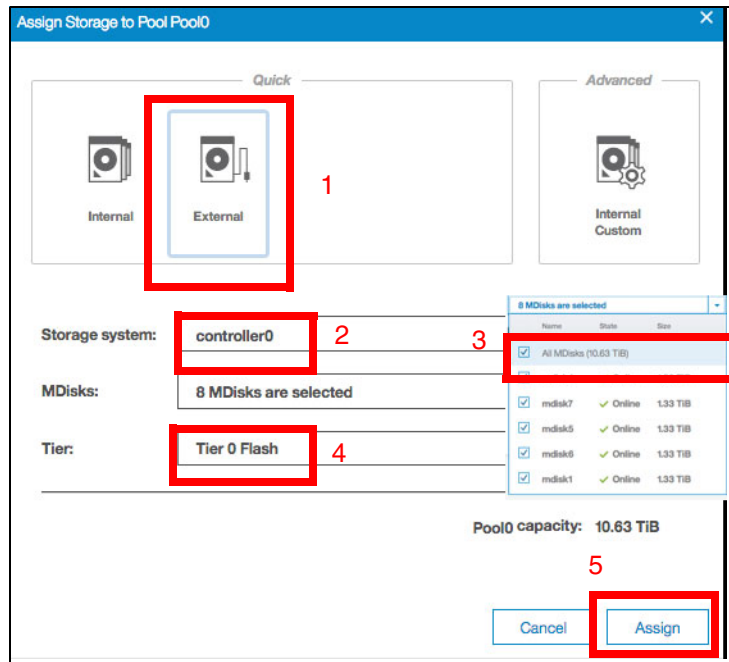 Assign Storage to Pool Pool0
Quick
Advanced
Internal
External
1
Internal
Custom
8 MDisks are selected
Name State Size
Storage system:
controller0
2
3
All MDisks (10.63 TiB)
MDisks:
8 MDisks are selected
mdisk7 Online 1.33 TiB
mdisk5 Online 1.33 TiB
Tier:
Tier 0 Flash
4
mdisk6 Online 1.33 TiB
mdisk1 Online 1.33 TiB
Pool0 capacity: 10.63 TiB
5
Cancel
Assign